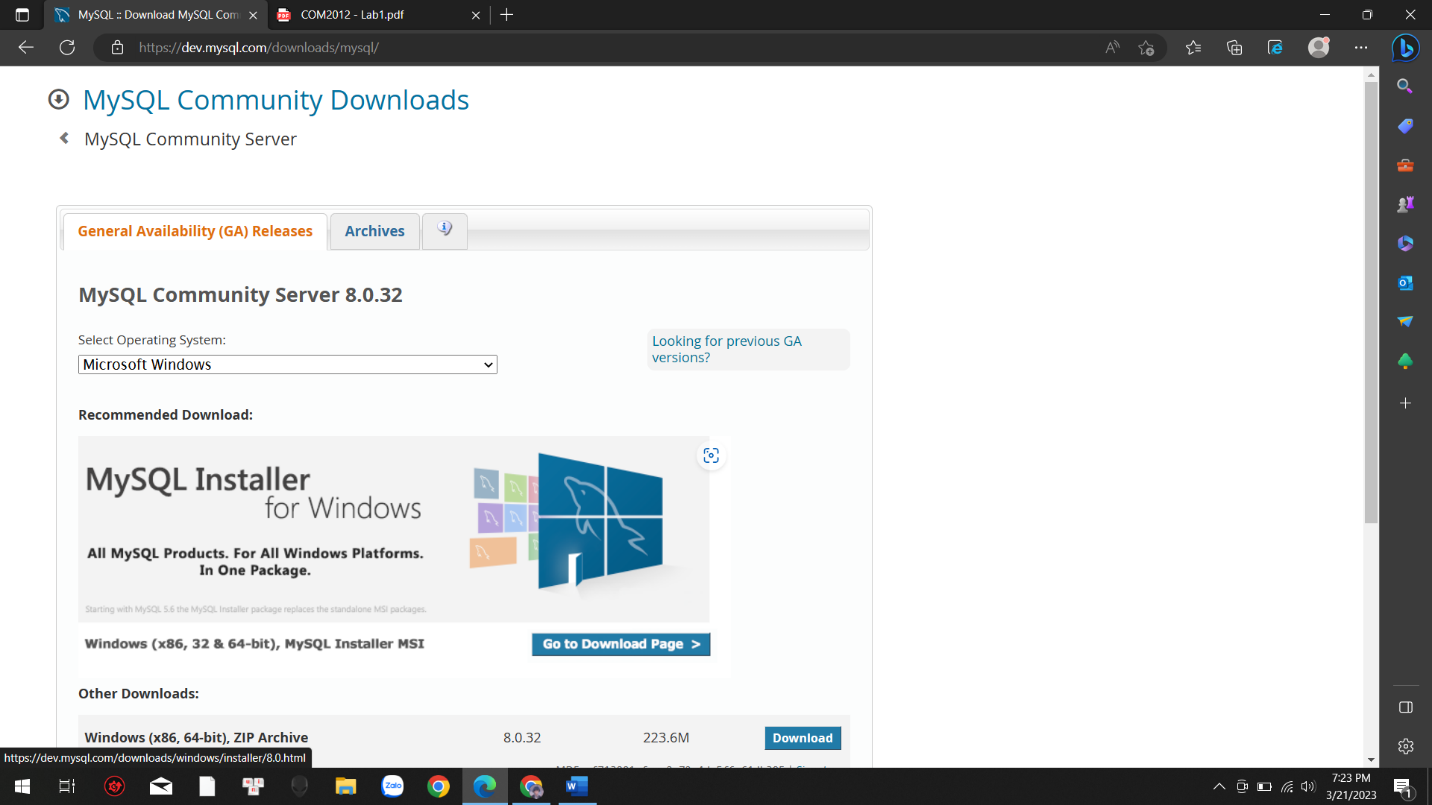 MySQL :: Download MySQL Com
COM2012 - Lab1.pdf
https://dev.mysql.com/downloads/mysql/
MySQL Community Downloads
MySQL Community Server
General Availability (GA) Releases
Archives
MySQL Community Server 8.0.32
Select Operating System:
Looking for previous GA
versions?
Microsoft Windows
Recommended Download:
MySQL Installer
for Windows
All MySQL Products. For All Windows Platforms.
In One Package.
Starting with MySQL 5.6 the MySQL Installer package replaces the standalone MSI packages.
Windows (x86, 32 & 64-bit), MySQL Installer MSI
Go to Download Page >
Other Downloads:
Windows (x86, 64-bit), ZIP Archive
8.0.32
223.6M
Download
https://dev.mysql.com/downloads/windows/installer/8.0.html
Zalo
7:23 PM
3/21/2023
1